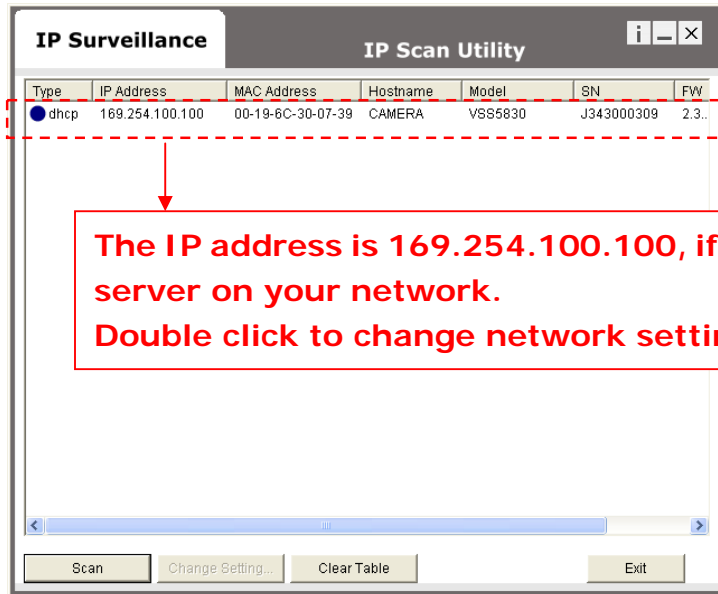 IP Surveillance
IP Scan Utility
Type IP Address MAC Address Hostname Model SN FW
dhcp 169.254.100.100 00-19-6C-30-07-39 CAMERA VSS5830 J343000309 2.3..
The IP address is 169.254.100.100, if
server on your network.
Double click to change network
Scan Change Setting... Clear Table Exit